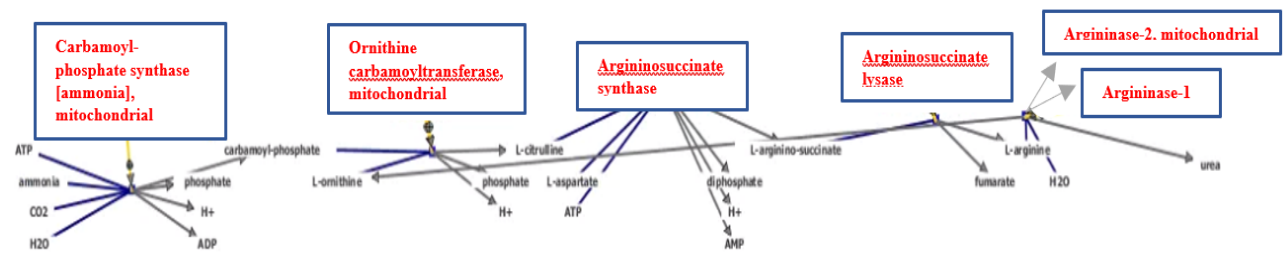 Carbamoyl-
phosphate synthase
[ammonia],
mitochondrial
Ornithine
carbamoyltransferase,
mitochondrial
Argininosuccinate
synthase
Argininosuccinate
lysase
Argininase-2. mitochondrial
Argininase-1
ATP
ammonia
CO2
H2O
carbamoyl-phosphate
phosphate
H+
ADP
L-ornithine
L-citrulline
phosphate
H+
L-aspartate
ATP
L-arginino-succinate
diphosphate
H+
AMP
L-arginine
fumarate
H2O
urea